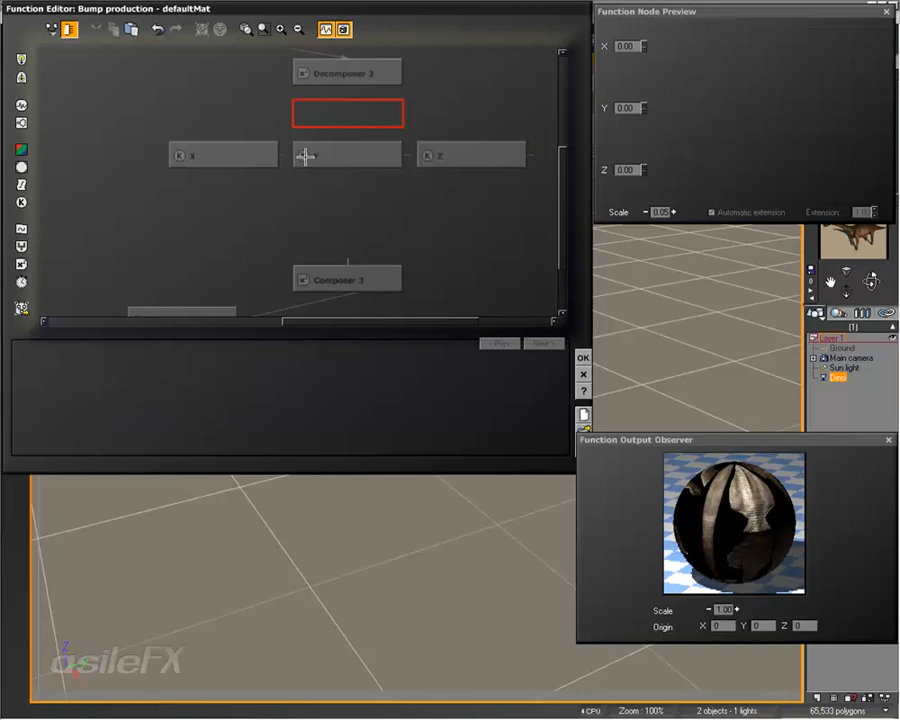 Function Editor: Bump production - defaultMat
Function Node Preview
X 0.00
Y 0.00
Z 0.00
Scale 0.05 Automatic extension Extension: 1.00
Decomposer 3
K X
K Z
Composer 3
< Prev Next >
OK
?
(1)
Layer 1
Ground
Main camera
Sun light
Dino
Function Output Observer
Scale 1.00
Origin X 0 Y 0 Z 0
Z
asileFX
CPU Zoom : 100% 2 objects - 1 lights 65,533 polygons